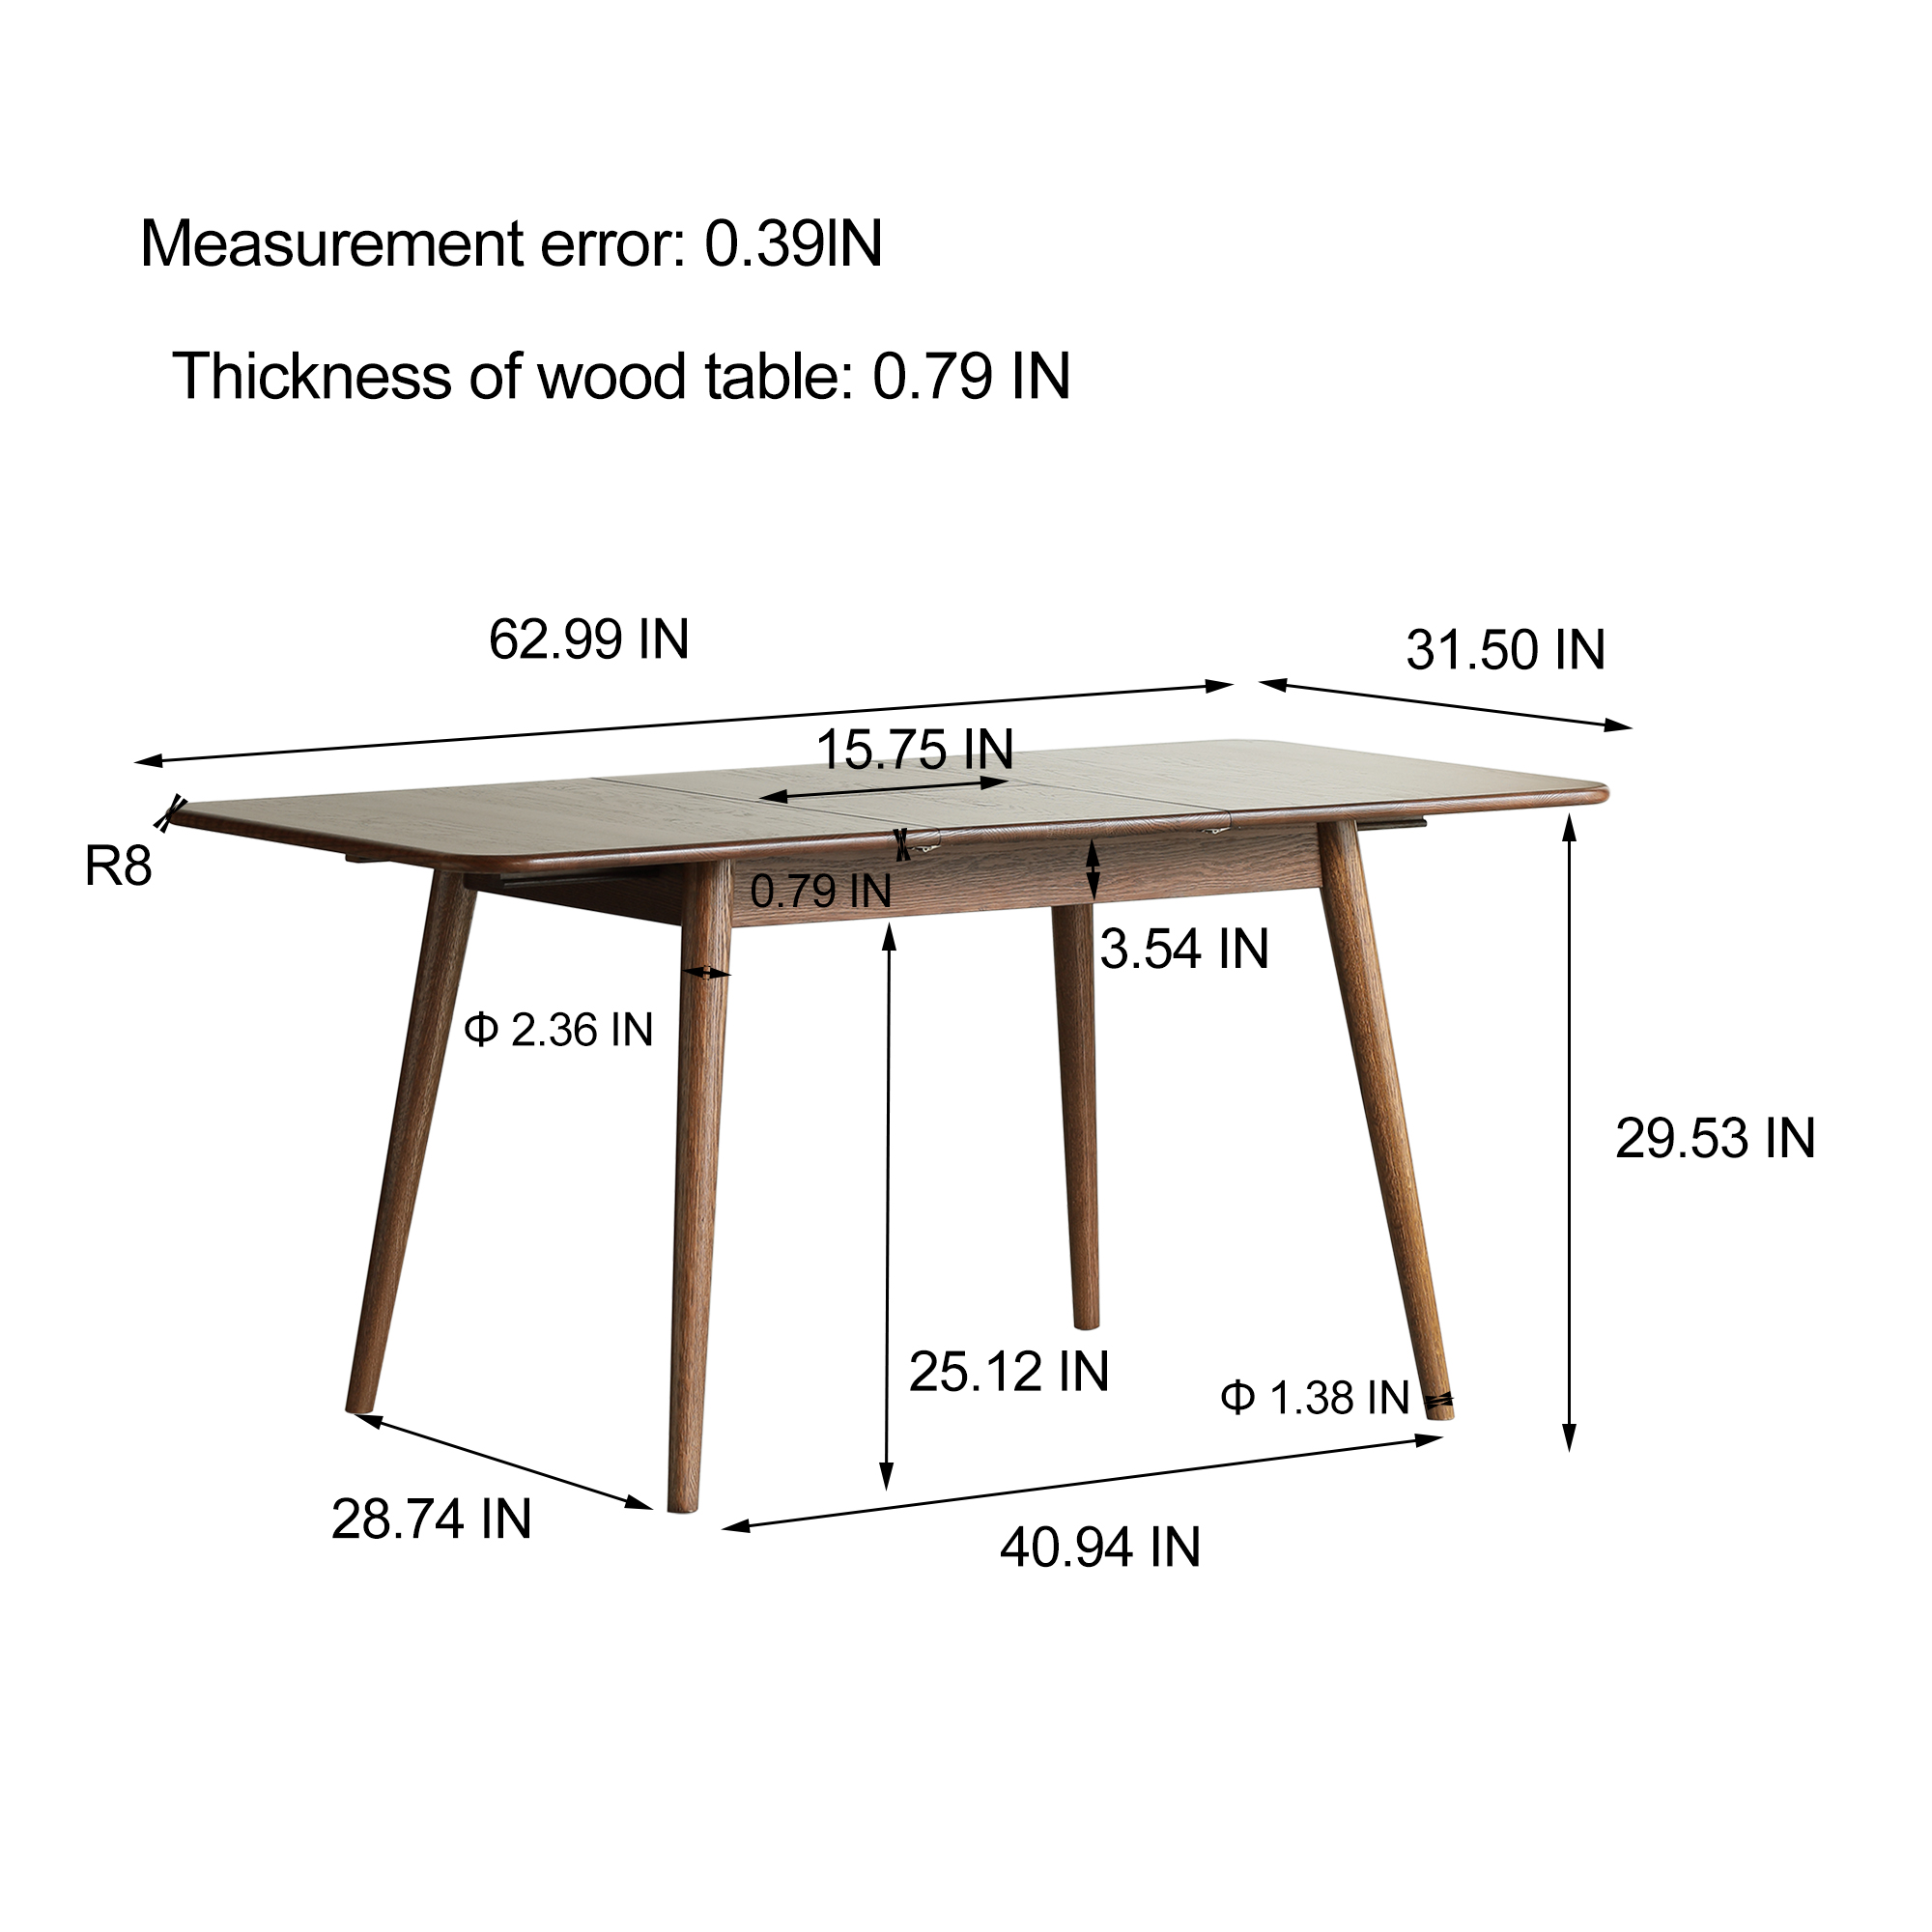 Measurement error: 0.39IN
Thickness of wood table: 0.79 IN
62.99 IN
31.50 IN
15.75 IN
R8
0.79 IN
3.54 IN
Φ 2.36 IN
29.53 IN
25.12 IN
Φ 1.38 IN
28.74 IN
40.94 IN